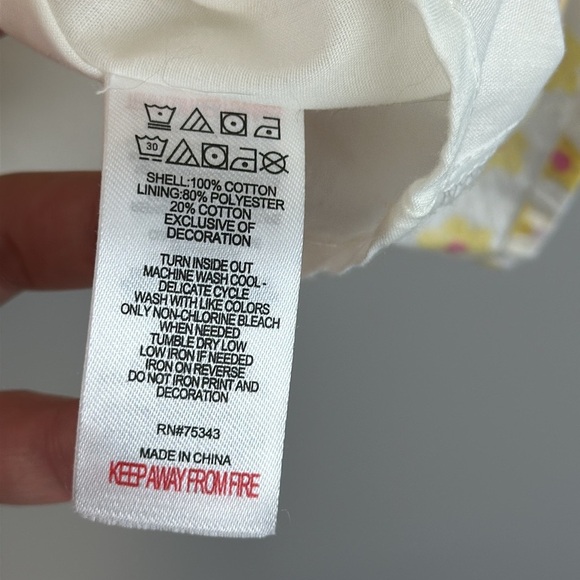 30
SHELL:100% COTTON
LINING:80% POLYESTER
20% COTTON
EXCLUSIVE OF
DECORATION
TURN INSIDE OUT
MACHINE WASH COOL -
DELICATE CYCLE
WASH WITH LIKE COLORS
ONLY NON-CHLORINE BLEACH
WHEN NEEDED
TUMBLE DRY LOW
LOW IRON IF NEEDED
IRON ON REVERSE
DO NOT IRON PRINT AND
DECORATION
RN#75343
MADE IN CHINA
KEEP AWAY FROM FIRE